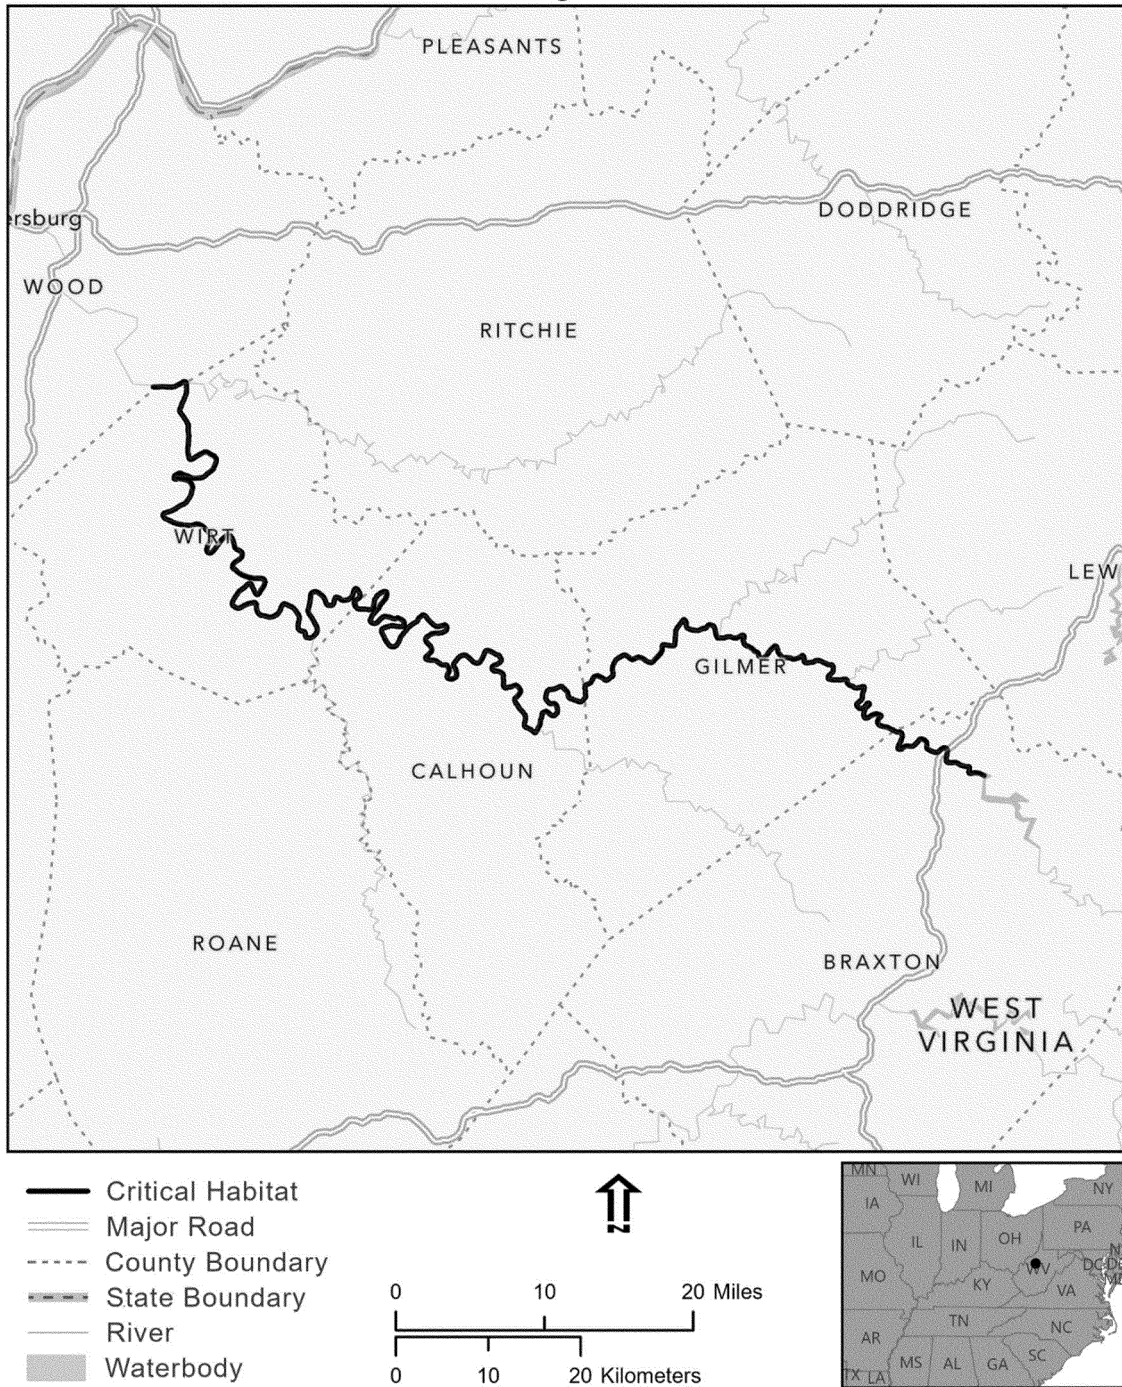 PLEASANTS
ersburg
DODDRIDGE
WOOD
RITCHIE
WIRT
LEW
GILMER
CALHOUN
ROANE
BRAXTON
WEST
VIRGINIA
Critical Habitat
Major Road
County Boundary
State Boundary
River
Waterbody
N
0 10 20 Miles
0 10 20 Kilometers
MN WI MI NY
IA PA
IL IN OH N
MO WV DC D
KY VA MD
TN NC
AR SC
MS AL GA
TX LA